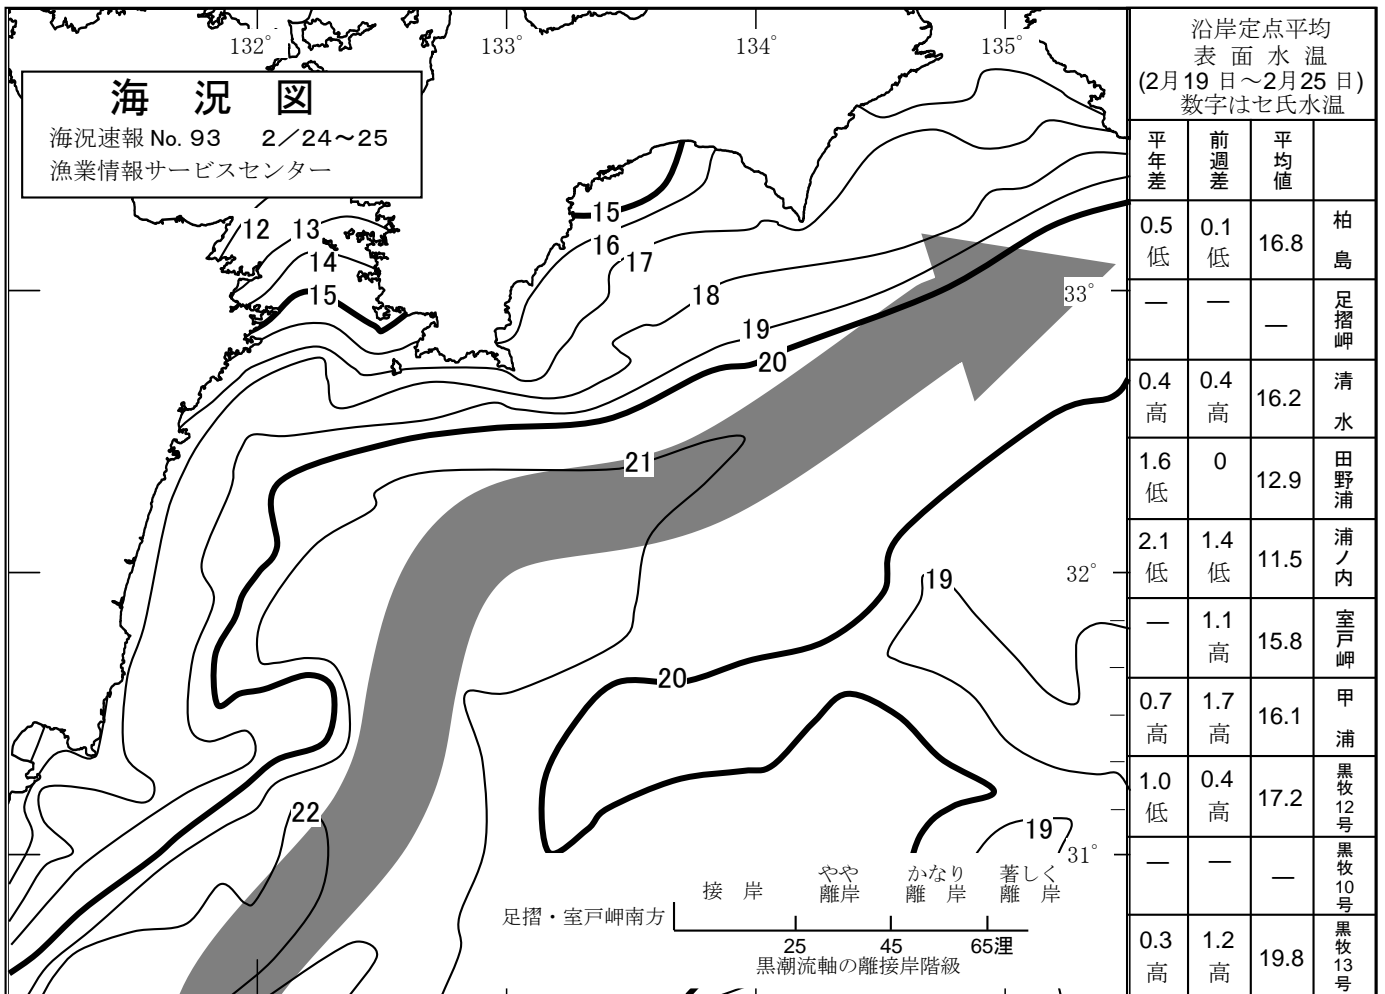 132°
133°
134°
135°
海 況 図
海況速報 No. 93 2/24~25
漁業情報サービスセンター
12
13
14
15
15
16
17
18
19
20
33°
21
32°
19
20
22
19
31°
接 岸
やや
離岸
かなり
離 岸
著しく
離 岸
足摺・室戸岬南方
25
45
65浬
黒潮流軸の離接岸階級
沿岸定点平均
表 面 水 温
(2月19 日~2月25 日)
数字はセ氏水温
平年差 前週差 平均値
0.5低 0.1低 16.8 柏島
— — — 足摺岬
0.4高 0.4高 16.2 清水
1.6低 0 12.9 田野浦
2.1低 1.4低 11.5 浦ノ内
— 1.1高 15.8 室戸岬
0.7高 1.7高 16.1 甲浦
1.0低 0.4高 17.2 黒牧12号
— — — 黒牧10号
0.3高 1.2高 19.8 黒牧13号